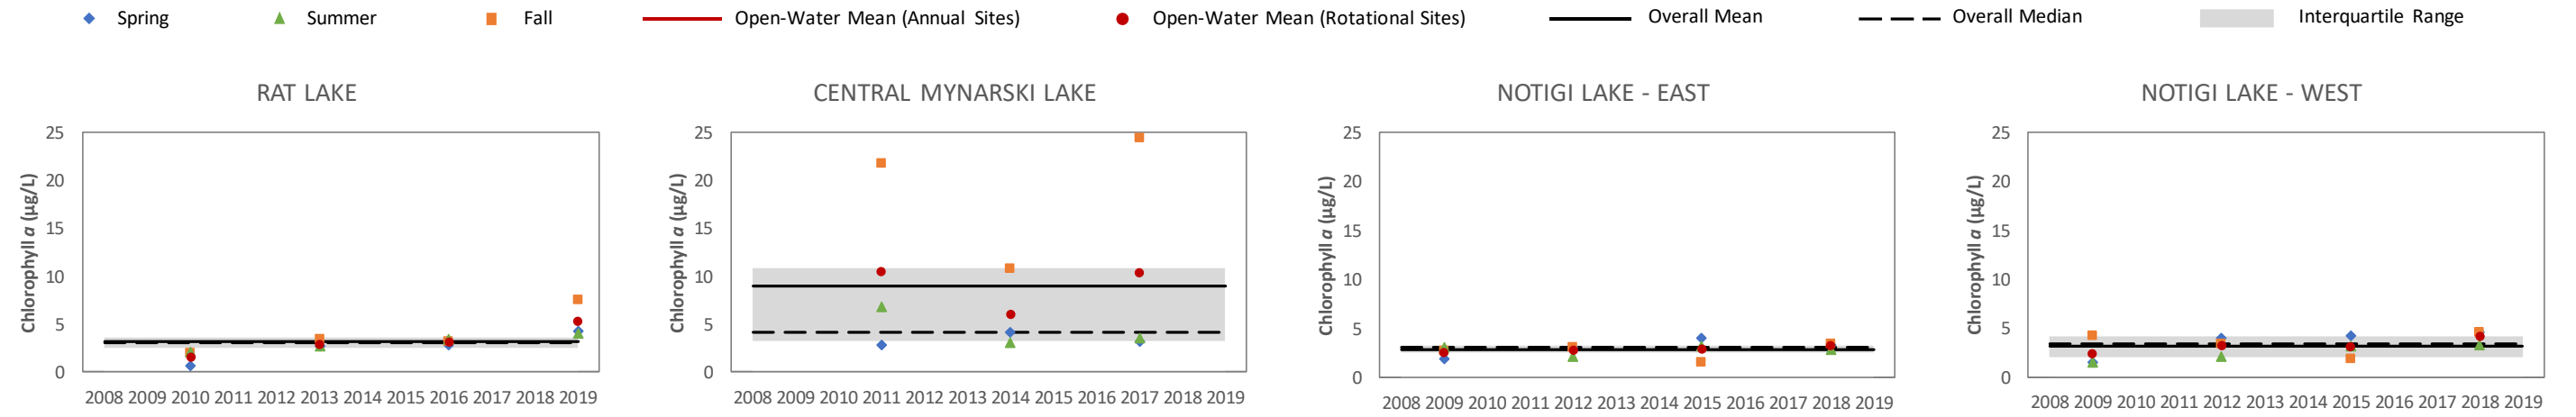 Spring Summer Fall Open-Water Mean (Annual Sites) Open-Water Mean (Rotational Sites) Overall Mean Overall Median Interquartile Range
RAT LAKE
Chlorophyll a (µg/L)
25
20
15
10
5
0
2008 2009 2010 2011 2012 2013 2014 2015 2016 2017 2018 2019
CENTRAL MYNARSKI LAKE
Chlorophyll a (µg/L)
25
20
15
10
5
0
2008 2009 2010 2011 2012 2013 2014 2015 2016 2017 2018 2019
NOTIGI LAKE - EAST
Chlorophyll a (µg/L)
25
20
15
10
5
0
2008 2009 2010 2011 2012 2013 2014 2015 2016 2017 2018 2019
NOTIGI LAKE - WEST
Chlorophyll a (µg/L)
25
20
15
10
5
0
2008 2009 2010 2011 2012 2013 2014 2015 2016 2017 2018 2019